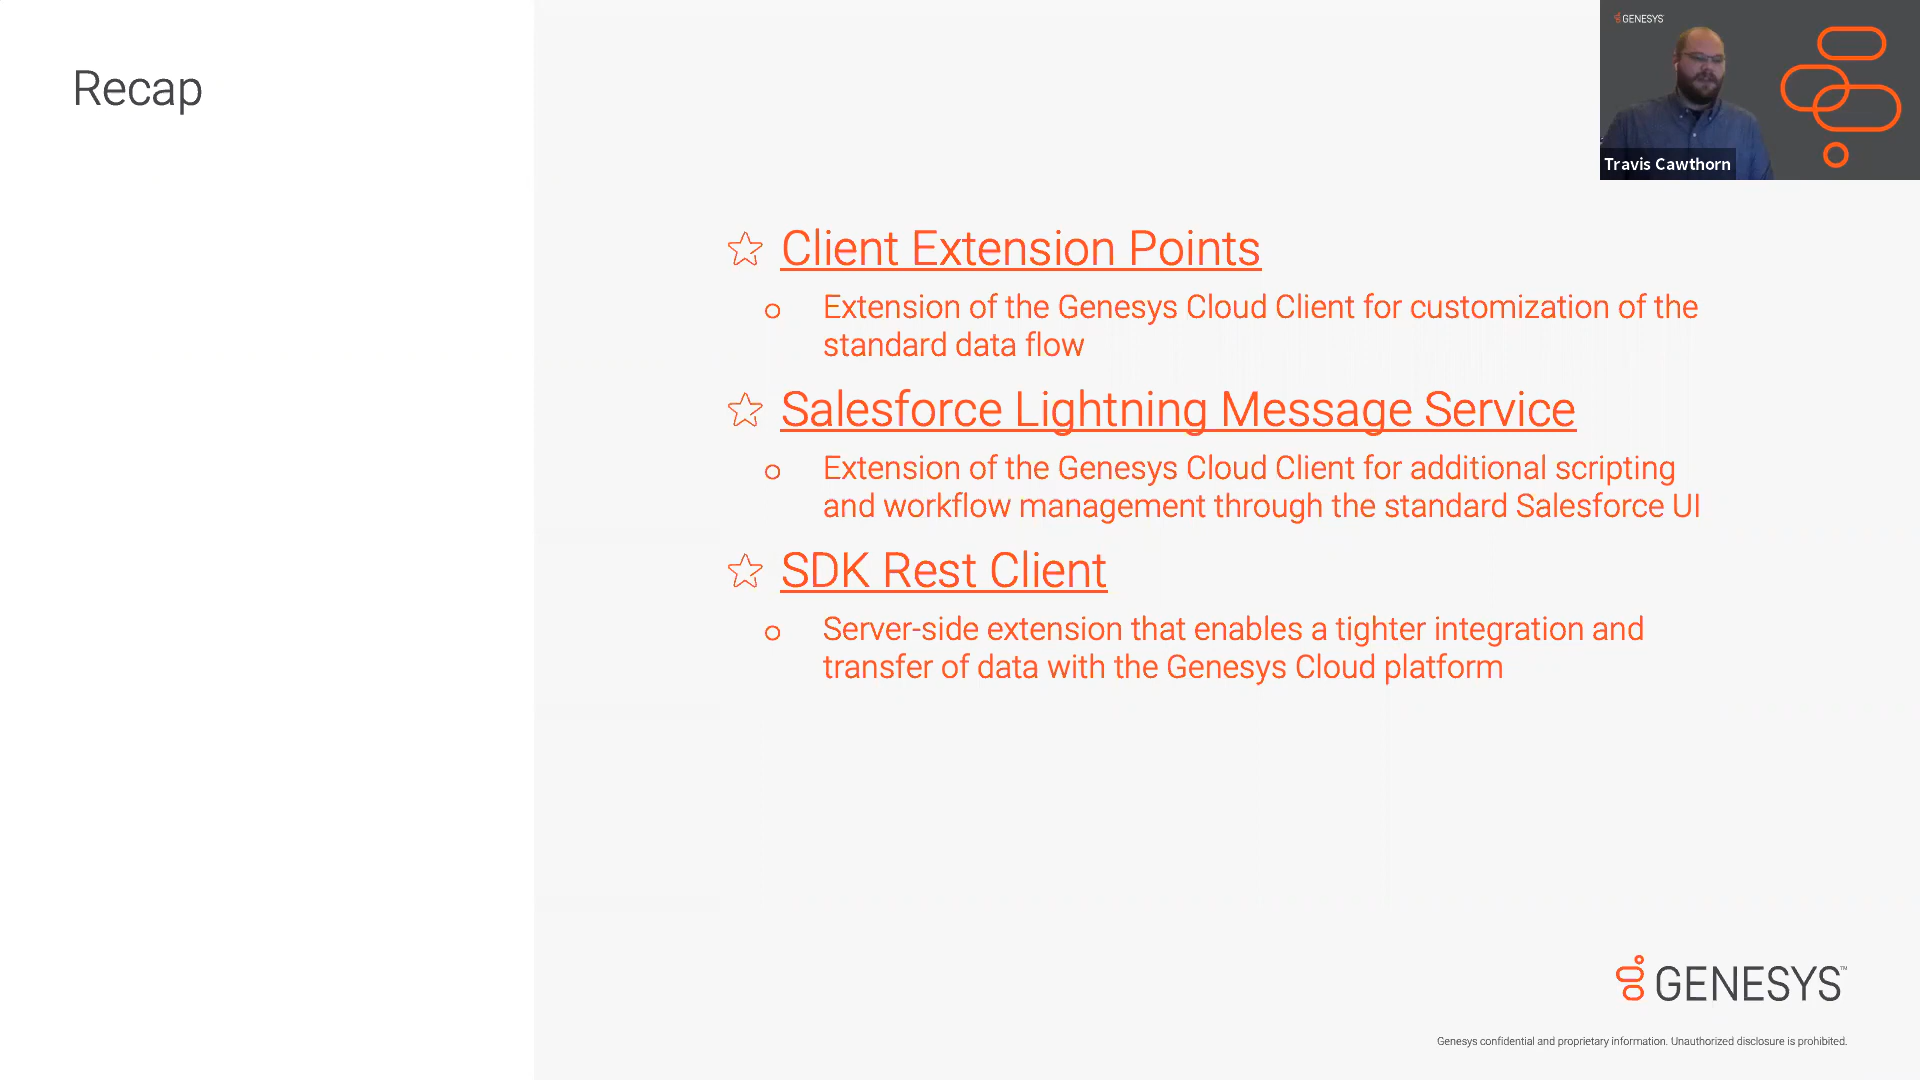 Recap
GENESYS
Travis Cawthorn
Client Extension Points
Extension of the Genesys Cloud Client for customization of the
standard data flow
Salesforce Lightning Message Service
Extension of the Genesys Cloud Client for additional scripting
and workflow management through the standard Salesforce UI
SDK Rest Client
Server-side extension that enables a tighter integration and
transfer of data with the Genesys Cloud platform
GENESYS™
Genesys confidential and proprietary information. Unauthorized disclosure is prohibited.